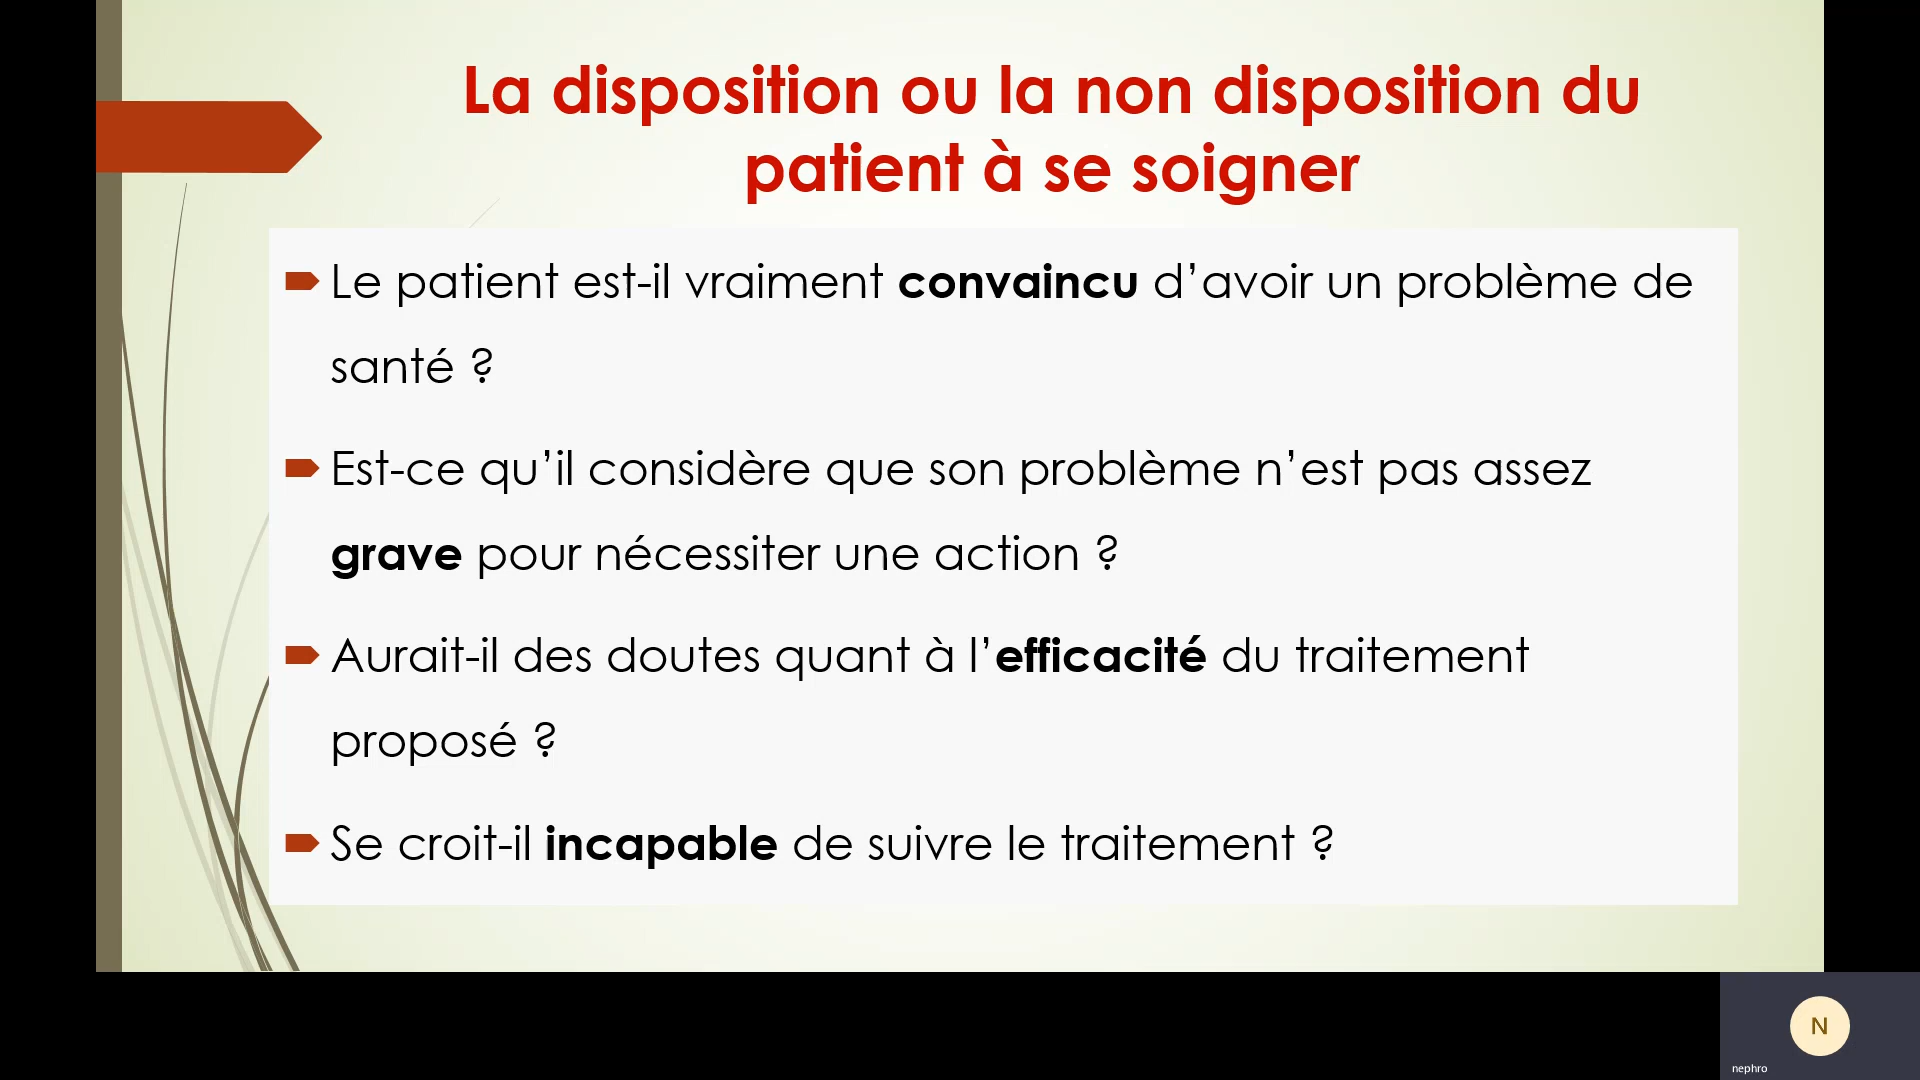 La disposition ou la non disposition du
patient à se soigner
Le patient est-il vraiment convaincu d’avoir un problème de
santé ?
Est-ce qu’il considère que son problème n’est pas assez
grave pour nécessiter une action ?
Aurait-il des doutes quant à l’efficacité du traitement
proposé ?
Se croit-il incapable de suivre le traitement ?
N
nephro